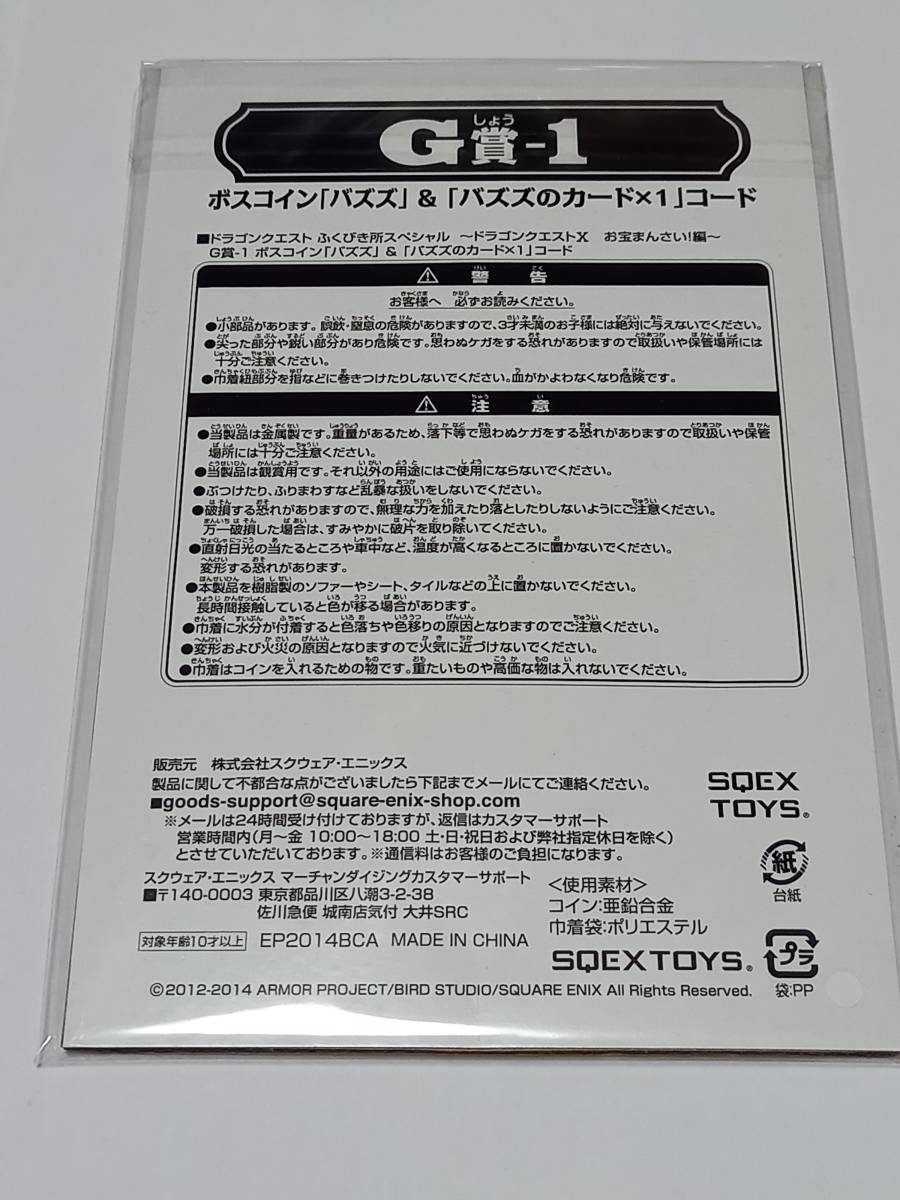 G賞-1
ボスコイン「バズズ」&「バズズのカード×1」コード
■ドラゴンクエスト ふくびき所スペシャル ～ドラゴンクエストX お宝まんさい!編～
G賞-1 ボスコイン「バズズ」&「バズズのカード×1」コード
⚠ 警告
お客様へ 必ずお読みください。
●小部品があります。誤飲・窒息の危険がありますので、3才未満のお子様には絶対に与えないでください。
●尖った部分や鋭い部分があり危険です。思わぬケガをする恐れがありますので取扱いや保管場所には
十分ご注意ください。
●巾着紐部分を指などに巻きつけたりしないでください。血がかよわなくなり危険です。
⚠ 注意
●当製品は金属製です。重量があるため、落下等で思わぬケガをする恐れがありますので取扱いや保管
場所には十分ご注意ください。
●当製品は観賞用です。それ以外の用途にはご使用にならないでください。
●ぶつけたり、ふりまわすなど乱暴な扱いをしないでください。
●破損する恐れがありますので、無理な力を加えたり落としたりしないようにご注意ください。
万一破損した場合は、すみやかに破片を取り除いてください。
●直射日光の当たるところや車中など、温度が高くなるところに置かないでください。
変形する恐れがあります。
●本製品を樹脂製のソファーやシート、タイルなどの上に置かないでください。
長時間接触していると色が移る場合があります。
●巾着に水分が付着すると色落ちや色移りの原因となりますのでご注意ください。
●変形および火災の原因となりますので火気に近づけないでください。
●巾着はコインを入れるための物です。重たいものや高価な物は入れないでください。
販売元 株式会社スクウェア・エニックス
製品に関して不都合な点がございましたら下記までメールにてご連絡ください。
■goods-support@square-enix-shop.com
※メールは24時間受け付けておりますが、返信はカスタマーサポート
営業時間内(月～金 10:00～18:00 土・日・祝日および弊社指定休日を除く)
とさせていただいております。※通信料はお客様のご負担になります。
スクウェア・エニックス マーチャンダイジングカスタマーサポート
■〒140-0003 東京都品川区八潮3-2-38
佐川急便 城南店気付 大井SRC
対象年齢10才以上 EP2014BCA MADE IN CHINA
SQEX
TOYS®
紙
台紙
＜使用素材＞
コイン:亜鉛合金
巾着袋:ポリエステル
SQEX TOYS®
プラ
袋:PP
©2012-2014 ARMOR PROJECT/BIRD STUDIO/SQUARE ENIX All Rights Reserved.